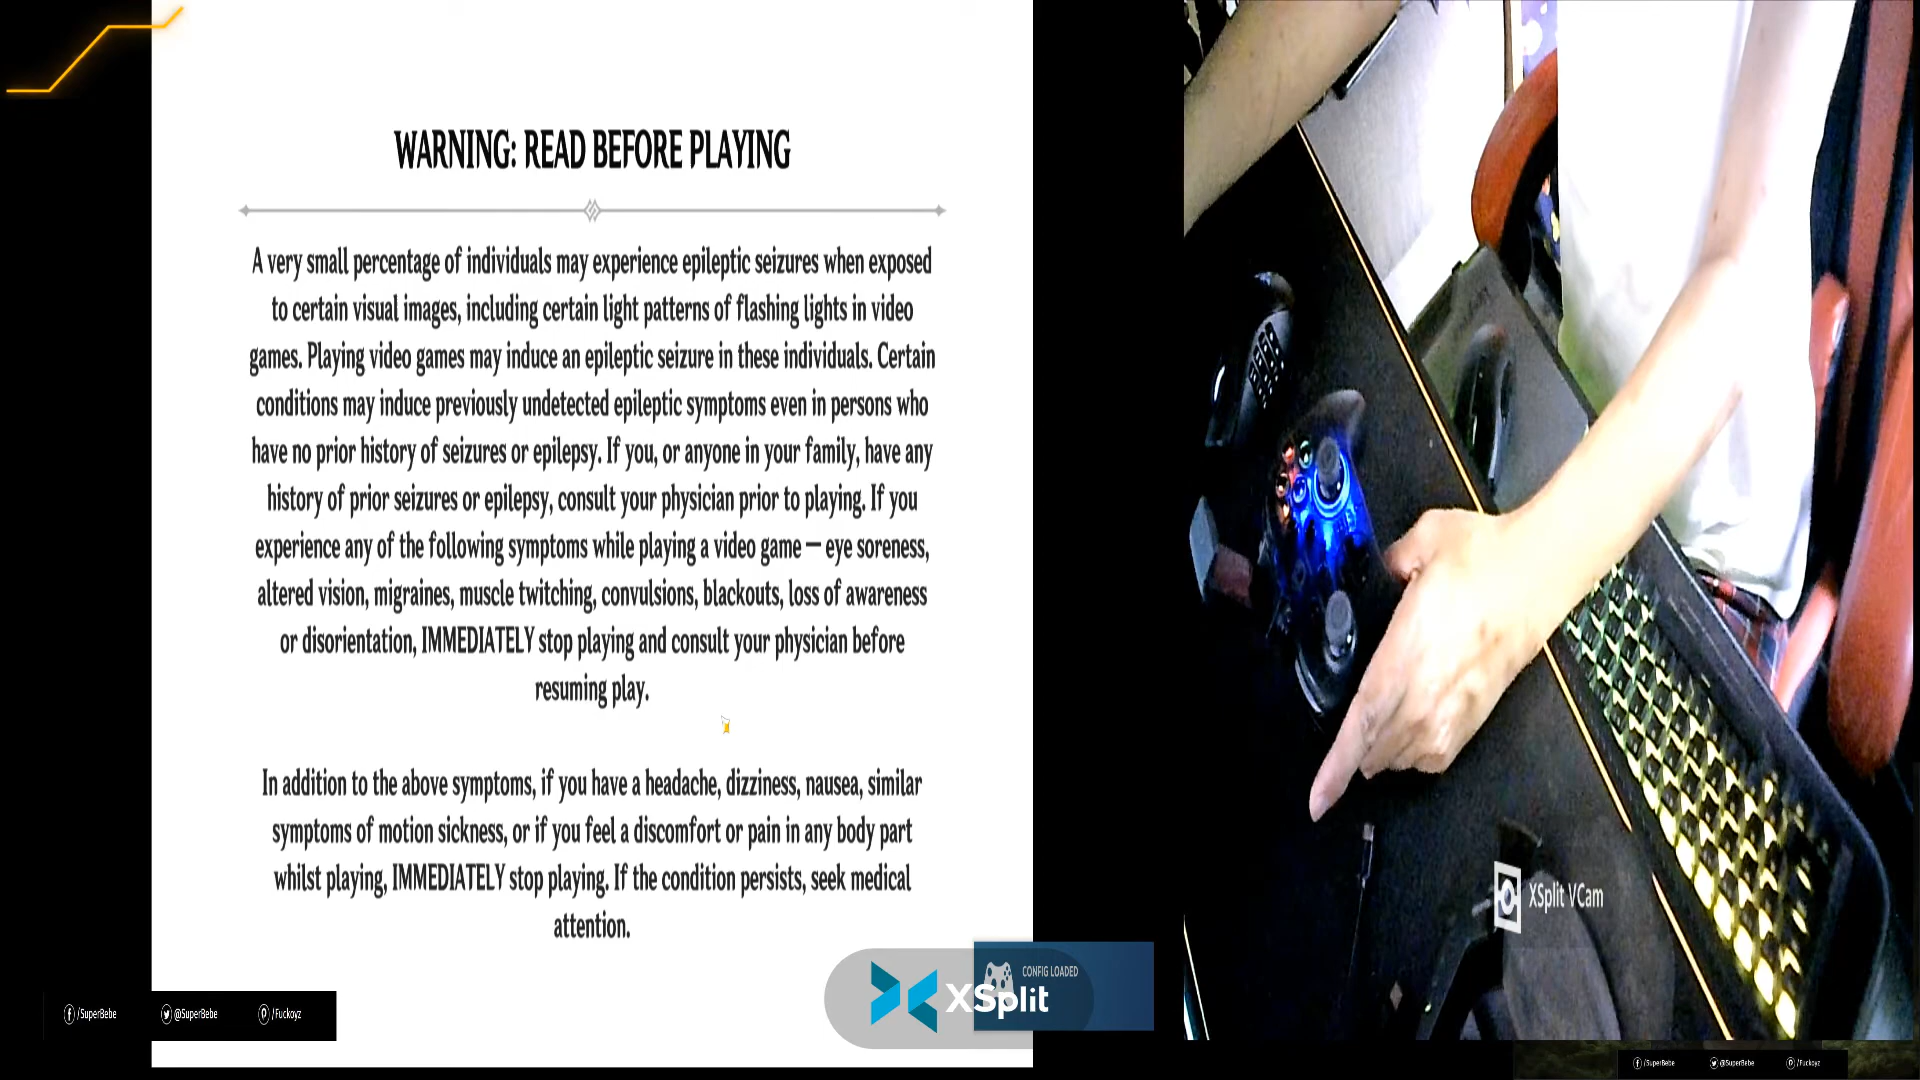 WARNING: READ BEFORE PLAYING
A very small percentage of individuals may experience epileptic seizures when exposed
to certain visual images, including certain light patterns of flashing lights in video
games. Playing video games may induce an epileptic seizure in these individuals. Certain
conditions may induce previously undetected epileptic symptoms even in persons who
have no prior history of seizures or epilepsy. If you, or anyone in your family, have any
history of prior seizures or epilepsy, consult your physician prior to playing. If you
experience any of the following symptoms while playing a video game — eye soreness,
altered vision, migraines, muscle twitching, convulsions, blackouts, loss of awareness
or disorientation, IMMEDIATELY stop playing and consult your physician before
resuming play.
In addition to the above symptoms, if you have a headache, dizziness, nausea, similar
symptoms of motion sickness, or if you feel a discomfort or pain in any body part
whilst playing, IMMEDIATELY stop playing. If the condition persists, seek medical
attention.
CONFIG LOADED
XSplit
/SuperBebe @SuperBebe /Fuckoyz
XSplit VCam
/SuperBebe @SuperBebe /Fuckoyz